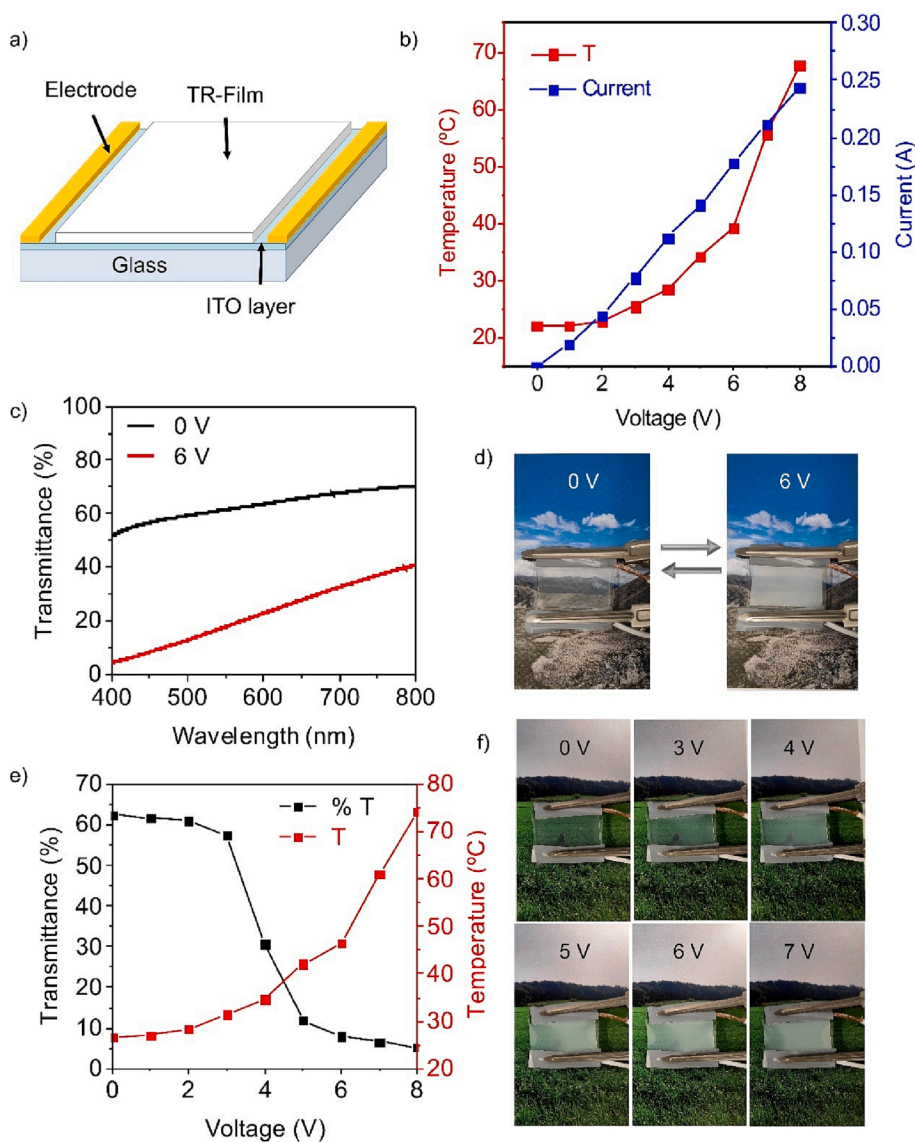 a)
Electrode
TR-Film
Glass
ITO layer
b)
T
Current
Temperature (ºC)
70
60
50
40
30
20
Current (A)
0.30
0.25
0.20
0.15
0.10
0.05
0.00
0 2 4 6 8
Voltage (V)
c)
0 V
6 V
Transmittance (%)
100
80
60
40
20
0
400 500 600 700 800
Wavelength (nm)
d)
0 V
6 V
e)
% T
T
Transmittance (%)
70
60
50
40
30
20
10
0
Temperature (ºC)
80
70
60
50
40
30
20
0 2 4 6 8
Voltage (V)
f)
0 V 3 V 4 V
5 V 6 V 7 V